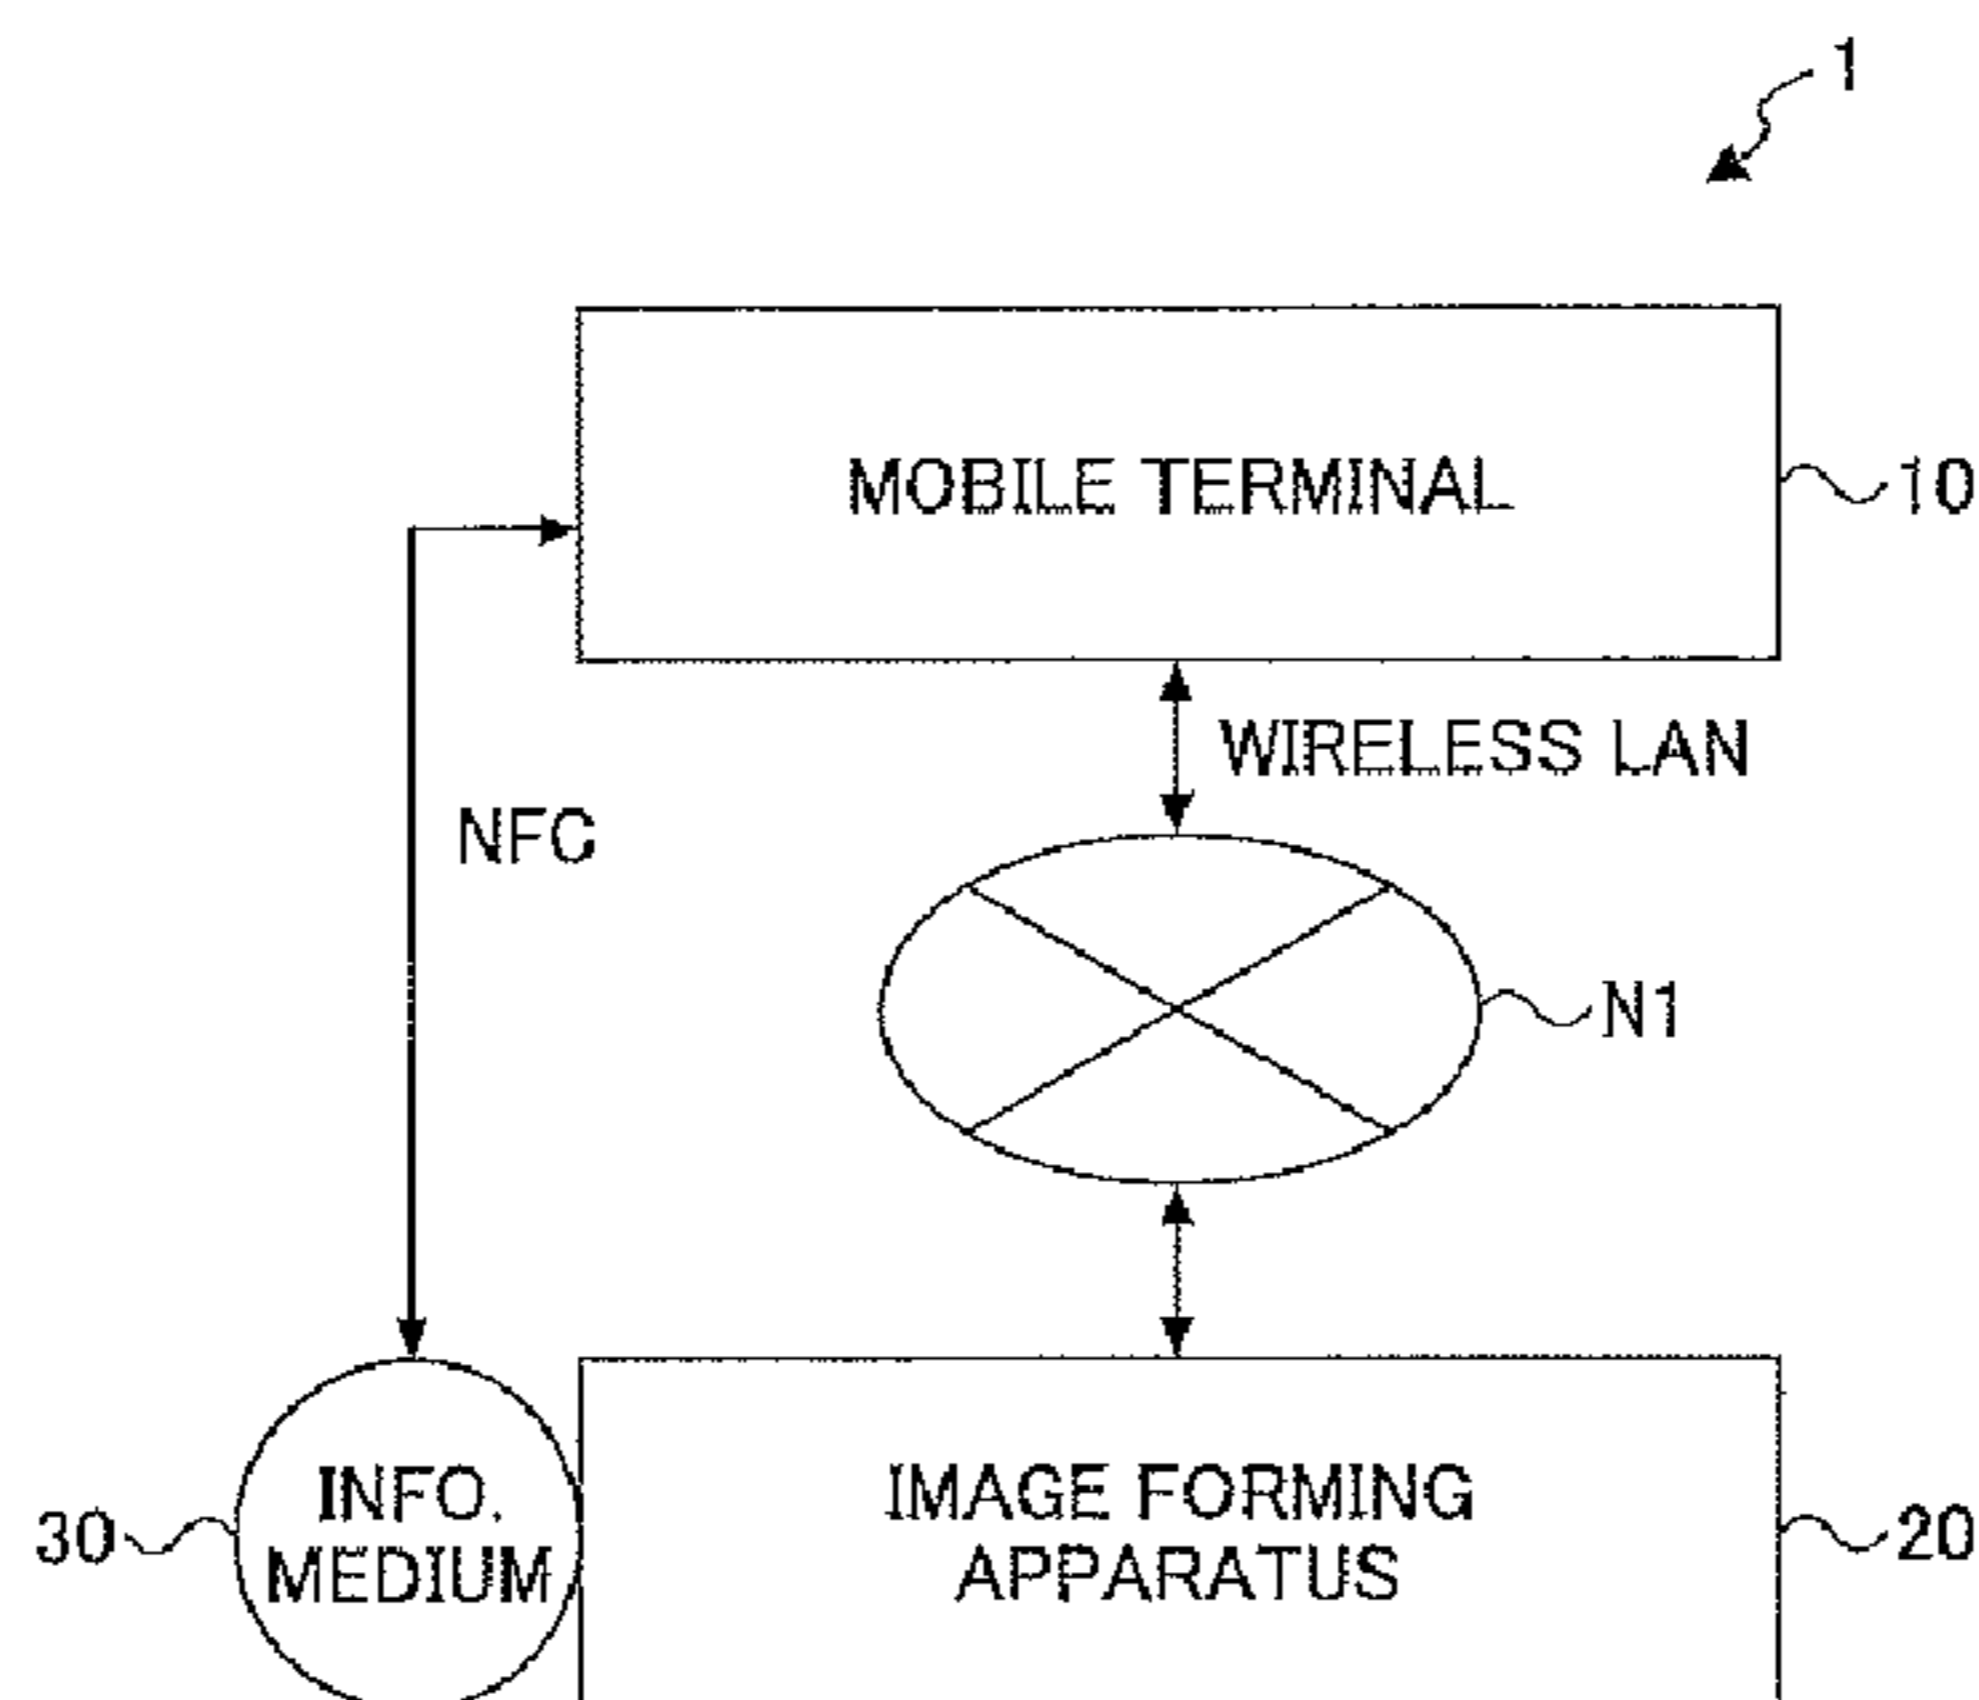 1
MOBILE TERMINAL
10
WIRELESS LAN
NFC
N1
INFO.
MEDIUM
30
IMAGE FORMING
APPARATUS
20